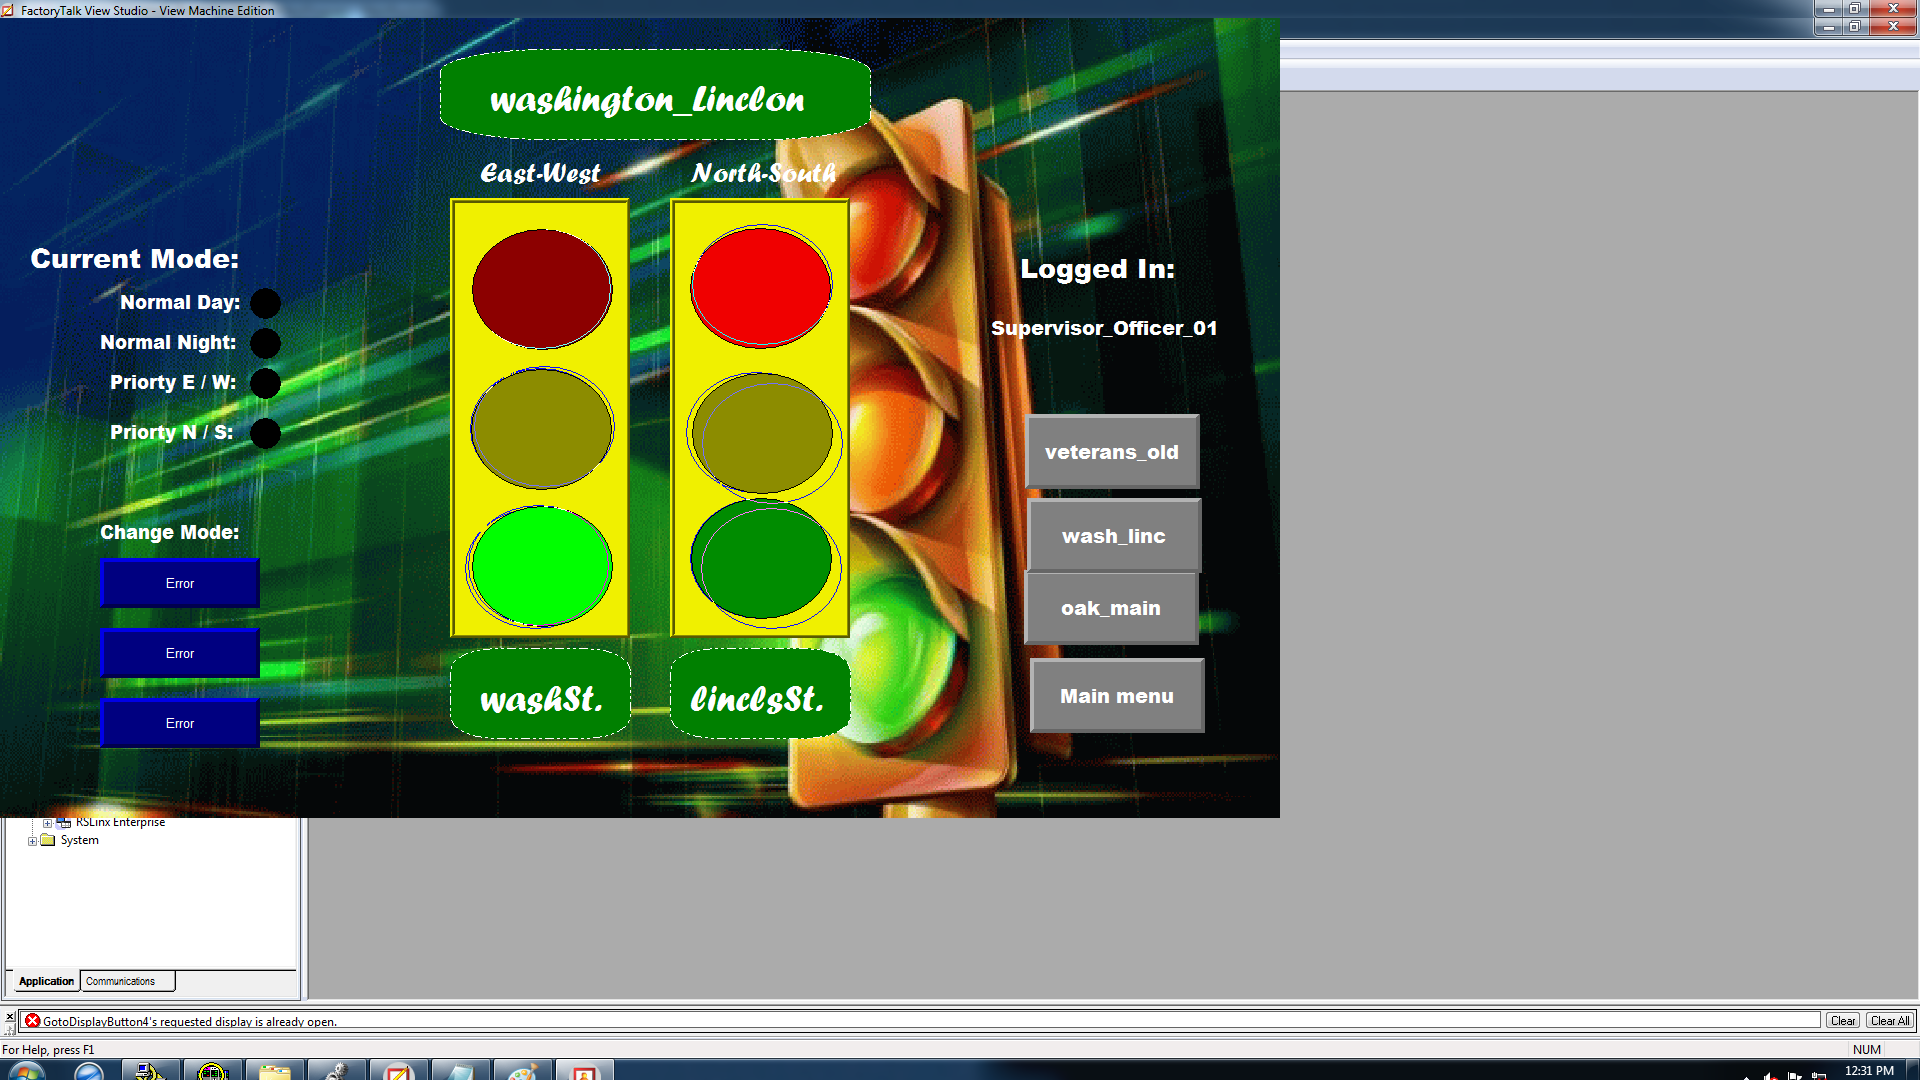 FactoryTalk View Studio - View Machine Edition
washington_Linclon
East-West
North-South
Current Mode:
Normal Day:
Normal Night:
Priorty E / W:
Priorty N / S:
Change Mode:
Error
Error
Error
washSt.
linclsSt.
Logged In:
Supervisor_Officer_01
veterans_old
wash_linc
oak_main
Main menu
RSLinx Enterprise
System
Application
Communications
GotoDisplayButton4's requested display is already open.
Clear
Clear All
For Help, press F1
NUM
12:31 PM